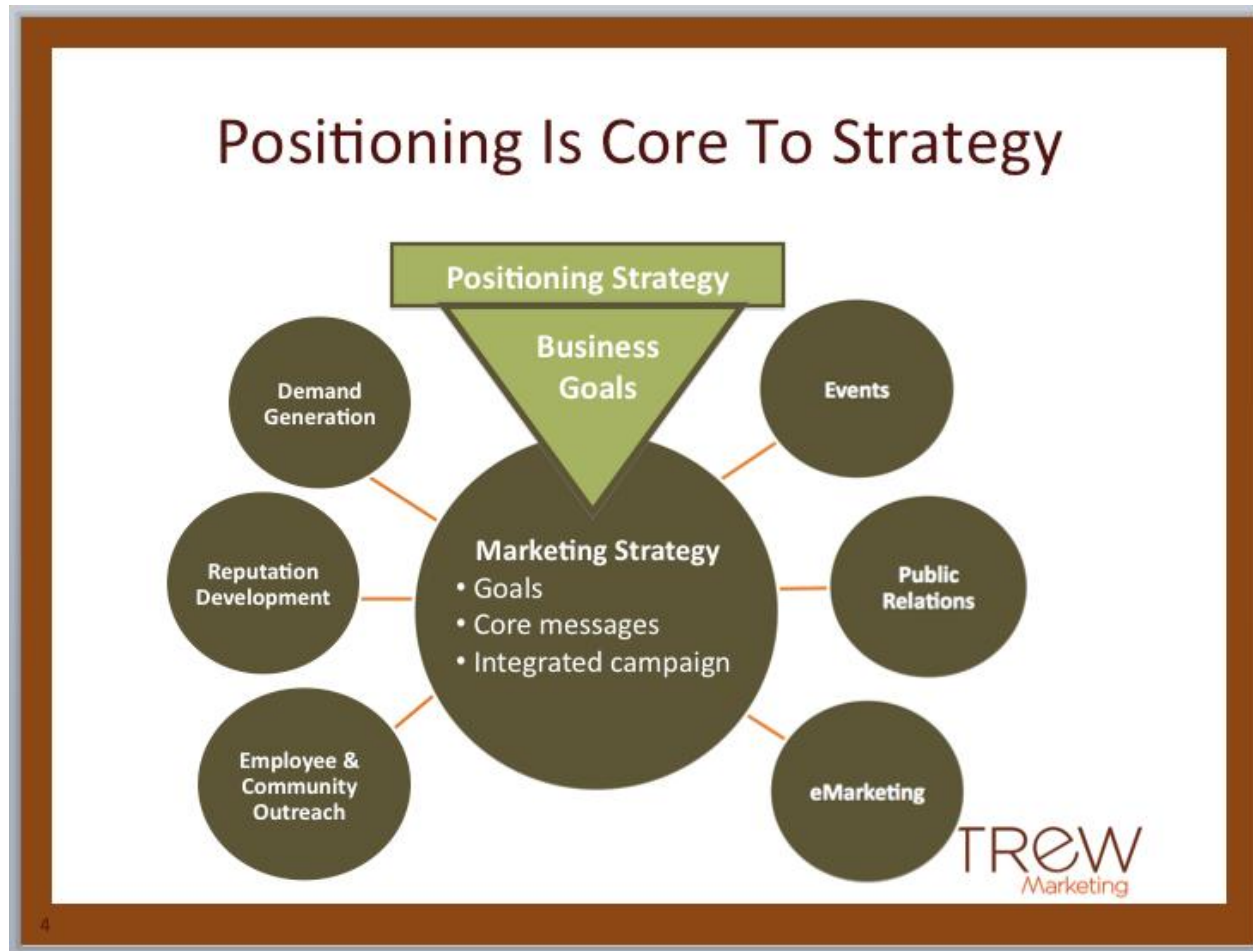 Positioning Is Core To Strategy
Positioning Strategy
Business
Goals
Demand
Generation
Events
Marketing Strategy
• Goals
• Core messages
• Integrated campaign
Reputation
Development
Public
Relations
Employee &
Community
Outreach
eMarketing
TREW
Marketing
4